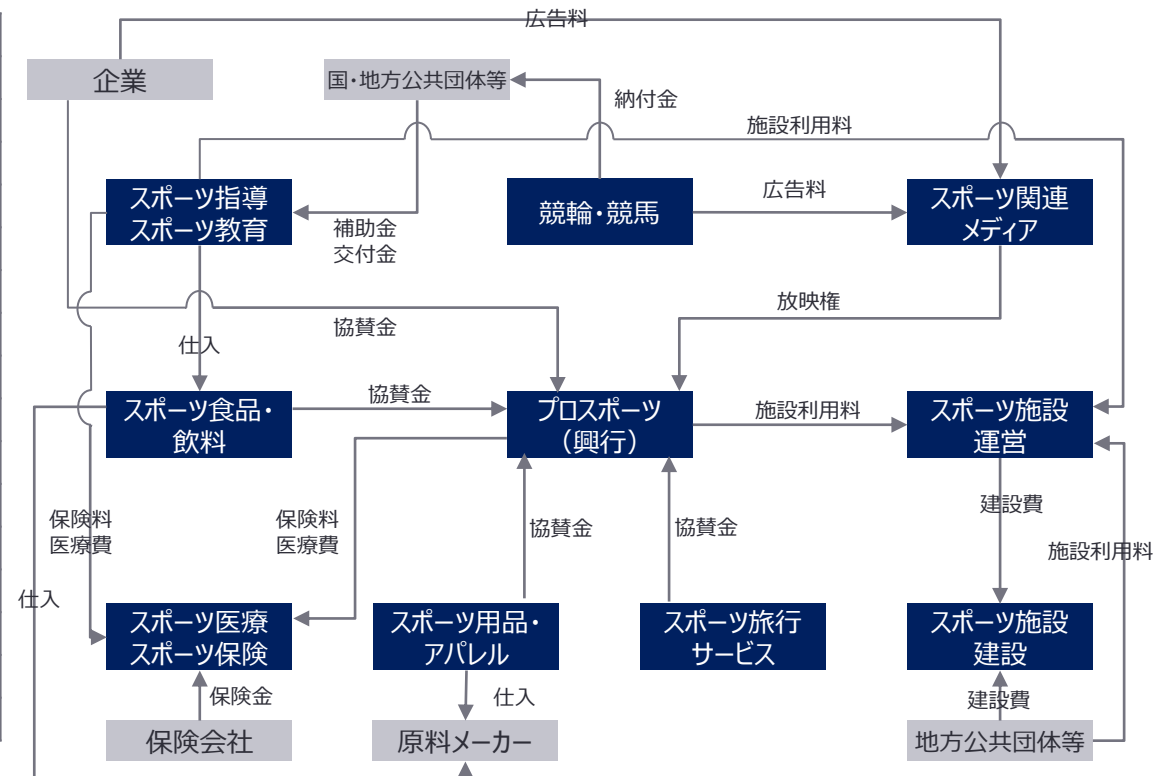 広告料
企業
国・地方公共団体等
納付金
施設利用料
スポーツ指導
スポーツ教育
競輪・競馬
広告料
スポーツ関連
メディア
補助金
交付金
放映権
協賛金
仕入
スポーツ食品・
飲料
協賛金
プロスポーツ
（興行）
施設利用料
スポーツ施設
運営
保険料
医療費
保険料
医療費
協賛金
協賛金
建設費
施設利用料
仕入
スポーツ医療
スポーツ保険
スポーツ用品・
アパレル
スポーツ旅行
サービス
スポーツ施設
建設
保険金
仕入
建設費
保険会社
原料メーカー
地方公共団体等